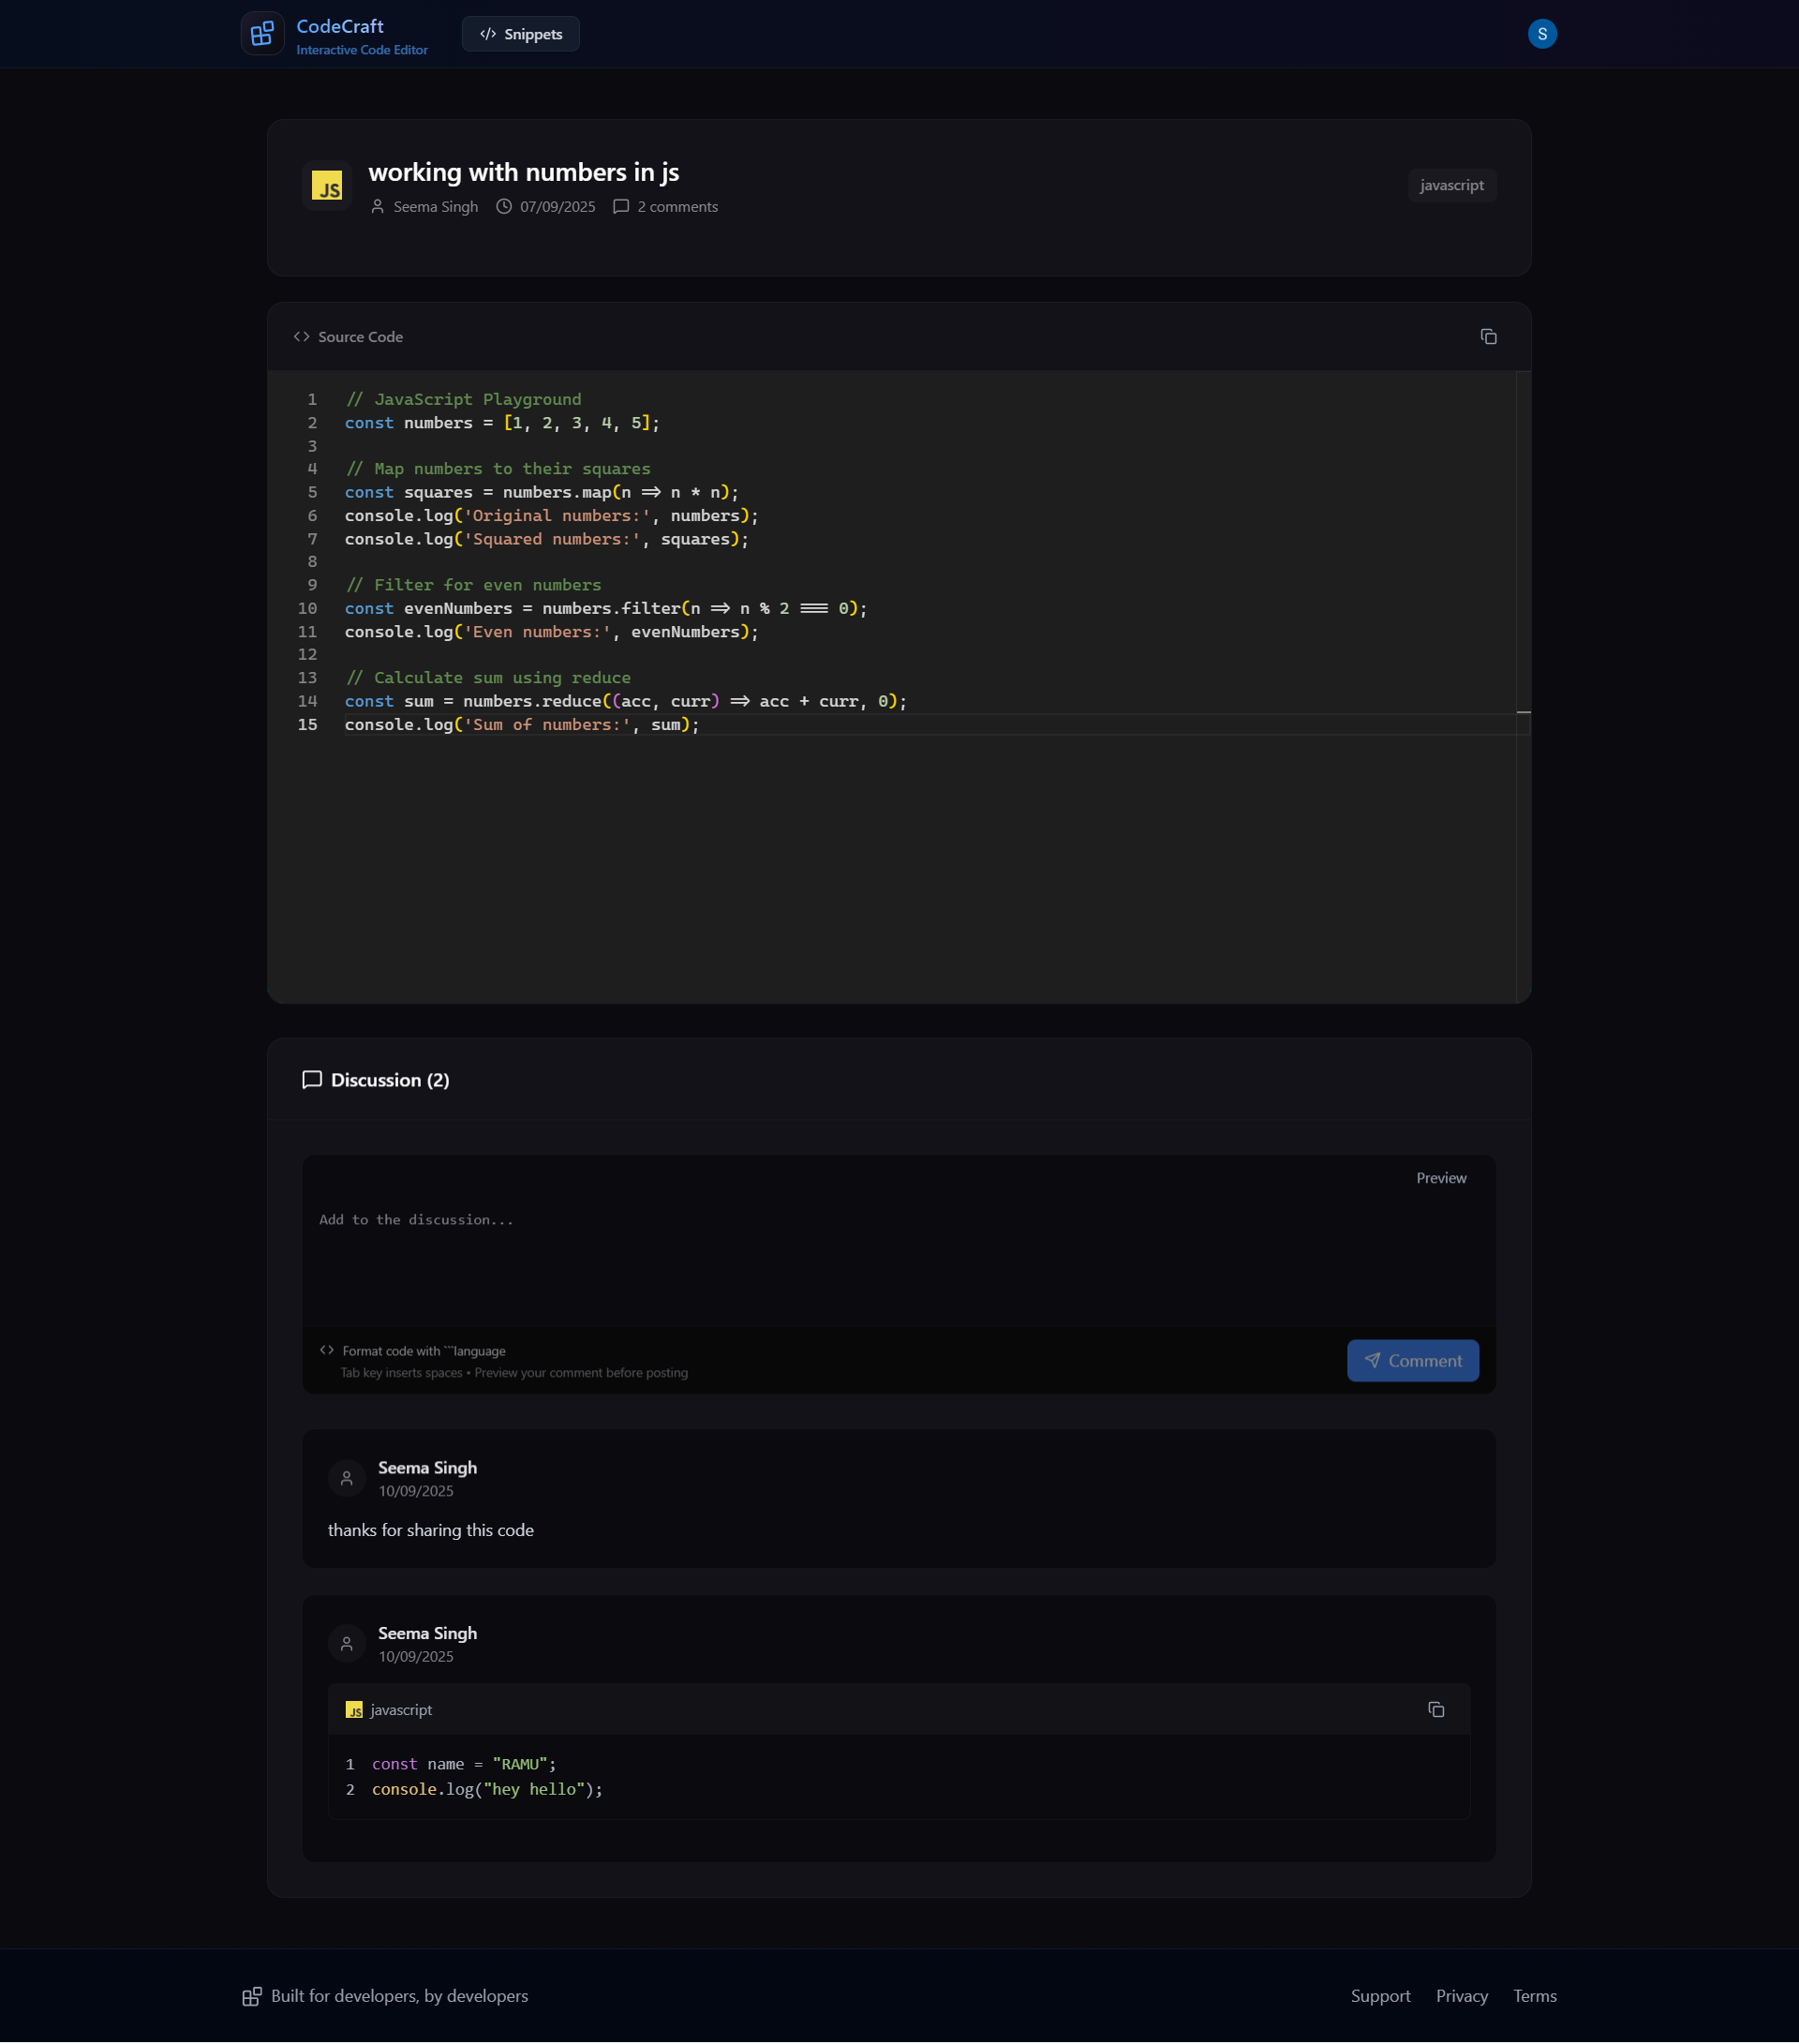 CodeCraft
Interactive Code Editor
</> Snippets
S
JS
working with numbers in js
Seema Singh 07/09/2025 2 comments
javascript
<> Source Code
1 // JavaScript Playground
2 const numbers = [1, 2, 3, 4, 5];
3
4 // Map numbers to their squares
5 const squares = numbers.map(n => n * n);
6 console.log('Original numbers:', numbers);
7 console.log('Squared numbers:', squares);
8
9 // Filter for even numbers
10 const evenNumbers = numbers.filter(n => n % 2 === 0);
11 console.log('Even numbers:', evenNumbers);
12
13 // Calculate sum using reduce
14 const sum = numbers.reduce((acc, curr) => acc + curr, 0);
15 console.log('Sum of numbers:', sum);
Discussion (2)
Preview
Add to the discussion...
<> Format code with ```language
Tab key inserts spaces • Preview your comment before posting
Comment
Seema Singh
10/09/2025
thanks for sharing this code
Seema Singh
10/09/2025
JS javascript
1 const name = "RAMU";
2 console.log("hey hello");
Built for developers, by developers
Support Privacy Terms